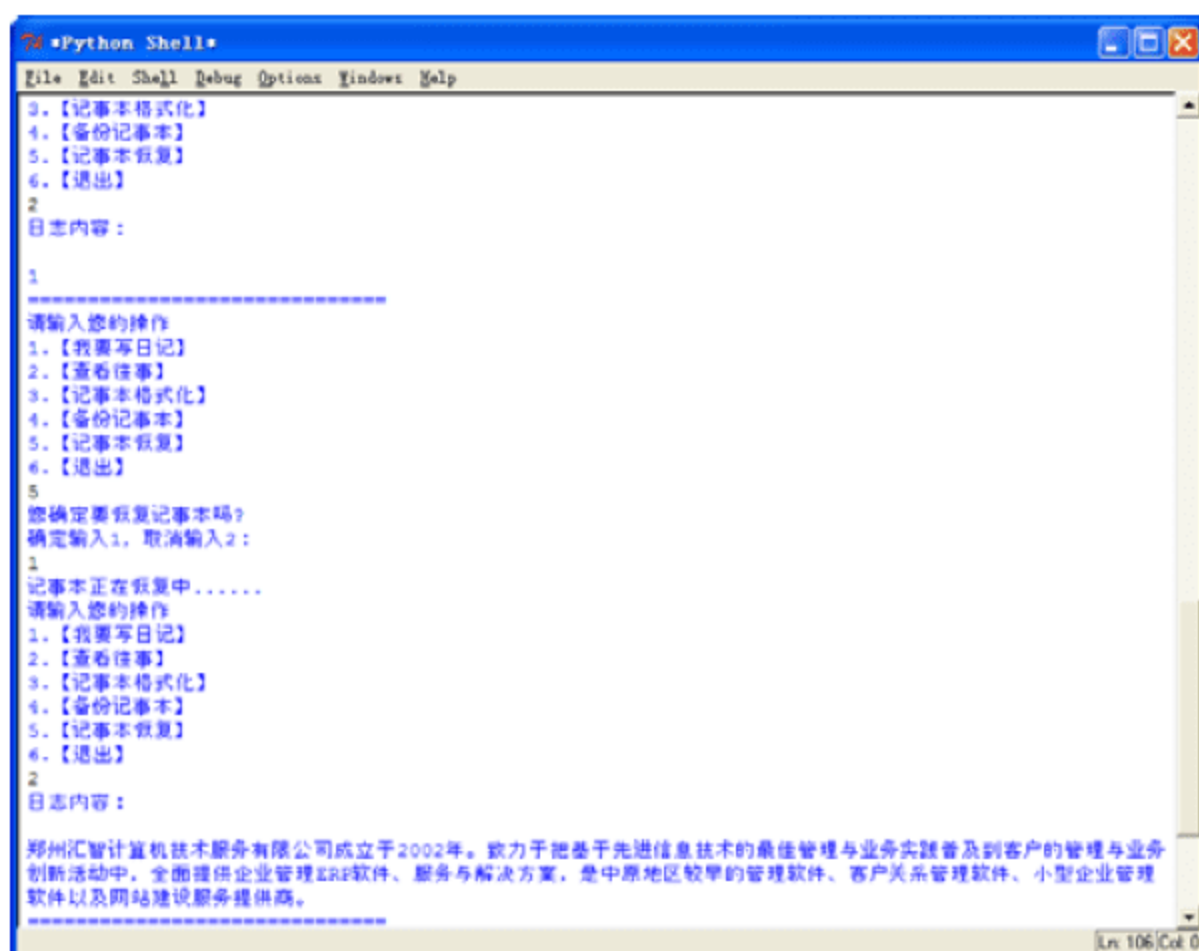 *Python Shell*
File Edit Shell Debug Options Windows Help
3.【记事本格式化】
4.【备份记事本】
5.【记事本恢复】
6.【退出】
2
日志内容：
1
==============================
请输入您的操作
1.【我要写日记】
2.【查看往事】
3.【记事本格式化】
4.【备份记事本】
5.【记事本恢复】
6.【退出】
5
您确定要恢复记事本吗?
确定输入1, 取消输入2：
1
记事本正在恢复中......
请输入您的操作
1.【我要写日记】
2.【查看往事】
3.【记事本格式化】
4.【备份记事本】
5.【记事本恢复】
6.【退出】
2
日志内容：
郑州汇智计算机技术服务有限公司成立于2002年。致力于把基于先进信息技术的最佳管理与业务实践普及到客户的管理与业务
创新活动中, 全面提供企业管理ERP软件、服务与解决方案, 是中原地区较早的管理软件、客户关系管理软件、小型企业管理
软件以及网站建设服务提供商。
==============================
Ln: 106 Col: 0